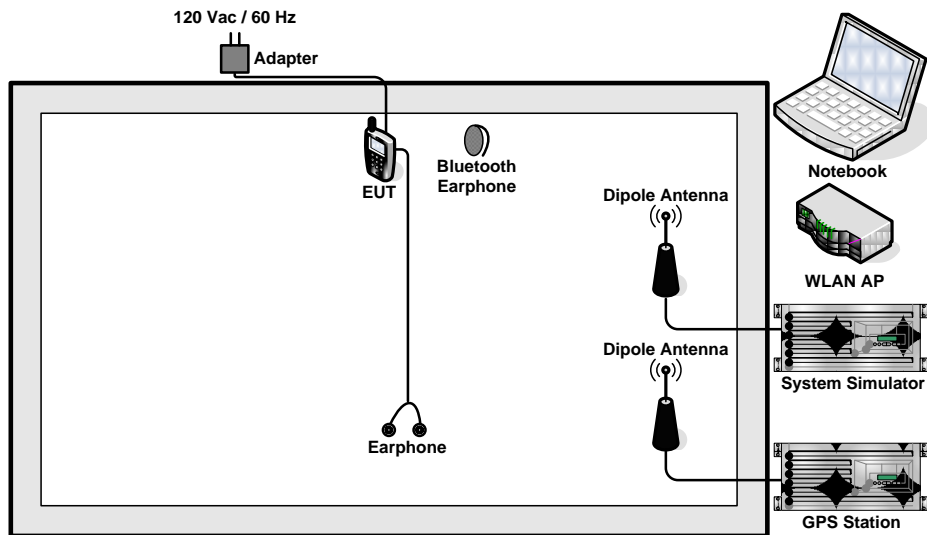 120 Vac / 60 Hz
Adapter
EUT
Bluetooth
Earphone
Notebook
Dipole Antenna
WLAN AP
Dipole Antenna
System Simulator
Earphone
GPS Station